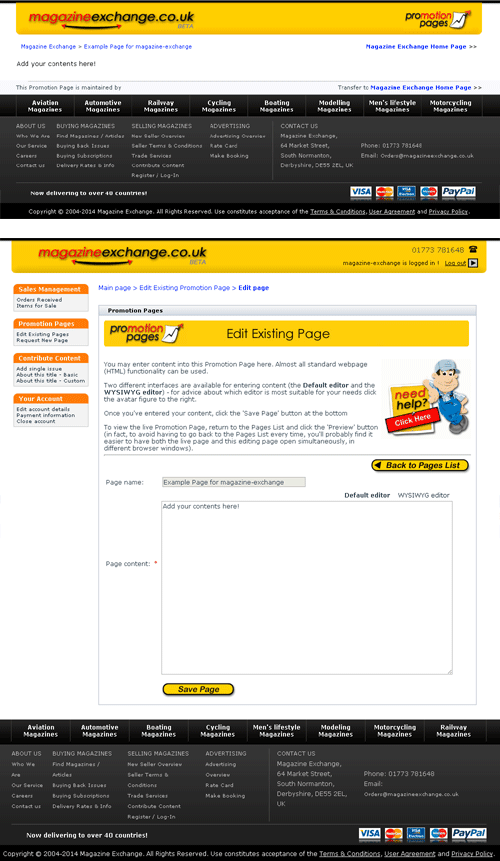 magazineexchange.co.uk
BETA
promotion pages
Magazine Exchange > Example Page for magazine-exchange
Magazine Exchange Home Page >>
Add your contents here!
This Promotion Page is maintained by
Transfer to Magazine Exchange Home Page >>
Aviation Magazines
Automotive Magazines
Railway Magazines
Cycling Magazines
Boating Magazines
Modelling Magazines
Men's lifestyle Magazines
Motorcycling Magazines
ABOUT US
Who We Are
Our Service
Careers
Contact us
BUYING MAGAZINES
Find Magazines / Articles
Buying Back Issues
Buying Subscriptions
Delivery Rates & Info
SELLING MAGAZINES
New Seller Overview
Seller Terms & Conditions
Trade Services
Contribute Content
Register / Log-In
ADVERTISING
Advertising Overview
Rate Card
Make Booking
CONTACT US
Magazine Exchange,
64 Market Street,
South Normanton,
Derbyshire, DE55 2EL, UK
Phone: 01773 781648
Email: Orders@magazineexchange.co.uk
Now delivering to over 40 countries!
VISA
PayPal
Copyright © 2004-2014 Magazine Exchange. All Rights Reserved. Use constitutes acceptance of the Terms & Conditions, User Agreement and Privacy Policy.
magazineexchange.co.uk
BETA
01773 781648
magazine-exchange is logged in !
Log out
Sales Management
Orders Received
Items for Sale
Promotion Pages
Edit Existing Pages
Request New Page
Contribute Content
Add single issue
About this title - Basic
About this title - Custom
Your Account
Edit account details
Payment information
Close account
Main page > Edit Existing Promotion Page > Edit page
Promotion Pages
promotion pages
Edit Existing Page
You may enter content into this Promotion Page here. Almost all standard webpage
(HTML) functionality can be used.
Two different interfaces are available for entering content (the Default editor and the
WYSIWYG editor) - for advice about which editor is most suitable for your needs click
the avatar figure to the right.
Once you've entered your content, click the 'Save Page' button at the bottom
To view the live Promotion Page, return to the Pages List and click the 'Preview' button
(in fact, to avoid having to go back to the Pages List every time, you'll probably find it
easier to have both the live page and this editing page open simultaneously, in
different browser windows).
need help?
Click Here
Back to Pages List
Page name:
Example Page for magazine-exchange
Default editor
WYSIWYG editor
Page content: *
Add your contents here!
Save Page
Aviation Magazines
Automotive Magazines
Boating Magazines
Cycling Magazines
Men's lifestyle Magazines
Modeling Magazines
Motorcycling Magazines
Railway Magazines
ABOUT US
Who We
Are
Our Service
Careers
Contact us
BUYING MAGAZINES
Find Magazines /
Articles
Buying Back Issues
Buying Subscriptions
Delivery Rates & Info
SELLING MAGAZINES
New Seller Overview
Seller Terms &
Conditions
Trade Services
Contribute Content
Register / Log-In
ADVERTISING
Advertising
Overview
Rate Card
Make Booking
CONTACT US
Magazine Exchange,
64 Market Street,
South Normanton,
Derbyshire, DE55 2EL,
UK
Phone: 01773 781648
Email:
Orders@magazineexchange.co.uk
Now delivering to over 40 countries!
VISA
PayPal
Copyright © 2004-2014 Magazine Exchange. All Rights Reserved. Use constitutes acceptance of the Terms & Conditions, User Agreement and Privacy Policy.